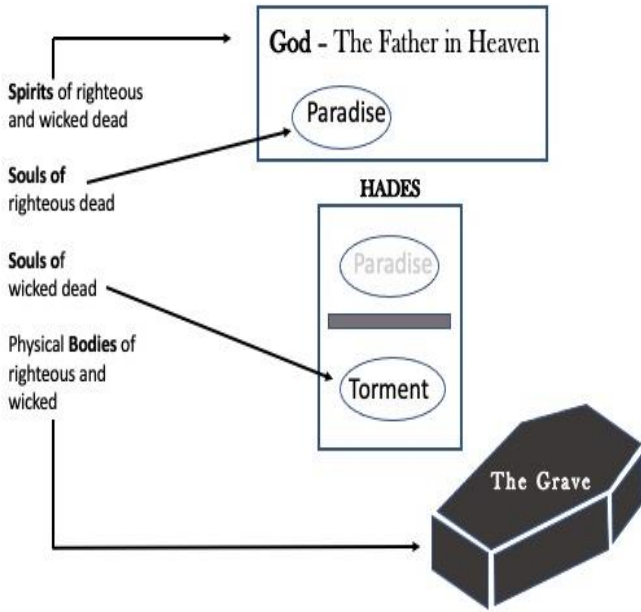 God – The Father in Heaven
Spirits of righteous
and wicked dead
Paradise
Souls of
righteous dead
HADES
Souls of
wicked dead
Paradise
Physical Bodies of
righteous and
wicked
Torment
The Grave